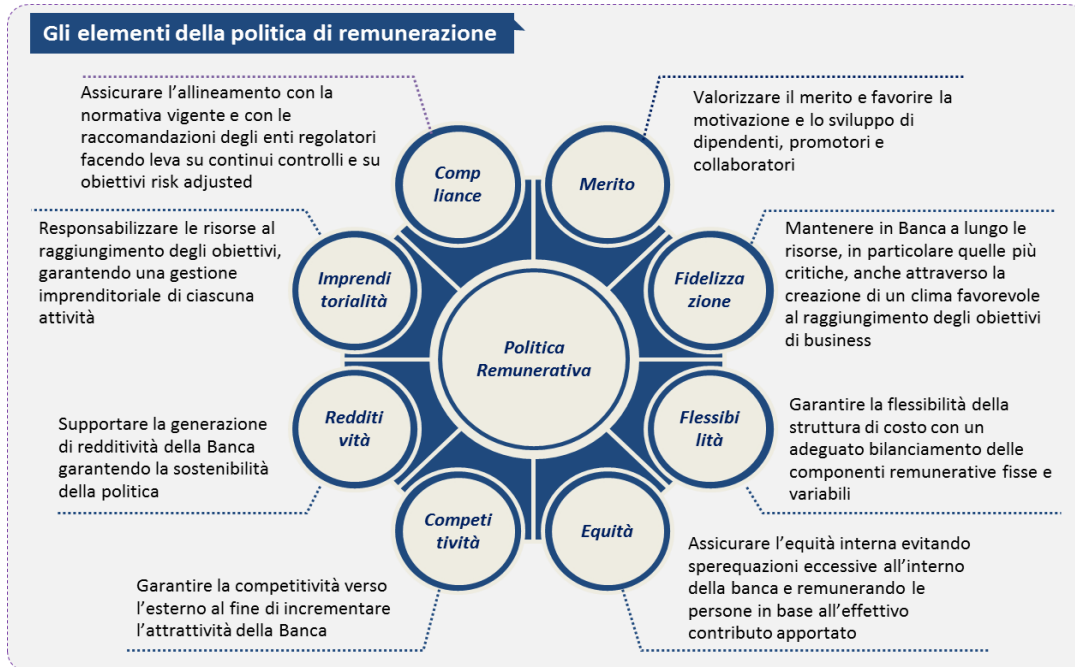 Gli elementi della politica di remunerazione
Assicurare l’allineamento con la
normativa vigente e con le
raccomandazioni degli enti regolatori
facendo leva su continui controlli e su
obiettivi risk adjusted
Comp
liance
Merito
Valorizzare il merito e favorire la
motivazione e lo sviluppo di
dipendenti, promotori e
collaboratori
Responsabilizzare le risorse al
raggiungimento degli obiettivi,
garantendo una gestione
imprenditoriale di ciascuna
attività
Imprendi
torialità
Fidelizza
zione
Mantenere in Banca a lungo le
risorse, in particolare quelle più
critiche, anche attraverso la
creazione di un clima favorevole
al raggiungimento degli obiettivi
di business
Politica
Remunerativa
Supportare la generazione
di redditività della Banca
garantendo la sostenibilità
della politica
Redditi
vità
Flessibi
lità
Garantire la flessibilità della
struttura di costo con un
adeguato bilanciamento delle
componenti remunerative fisse e
variabili
Garantire la competitività verso
l’esterno al fine di incrementare
l’attrattività della Banca
Competi
tività
Equità
Assicurare l’equità interna evitando
sperequazioni eccessive all’interno
della banca e remunerando le
persone in base all’effettivo
contributo apportato